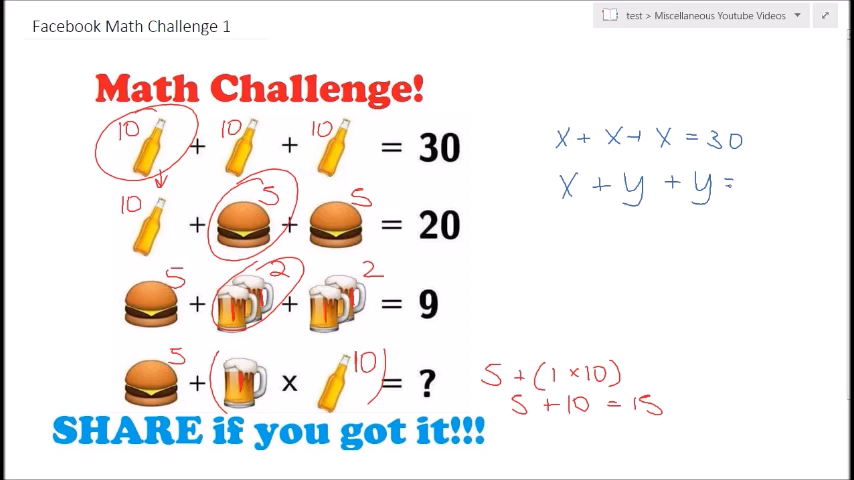 test > Miscellaneous Youtube Videos
Facebook Math Challenge 1
Math Challenge!
10 + 10 + 10 = 30
10 + 5 + 5 = 20
5 + 2 + 2 = 9
5 + ( 1 x 10 ) = ?
SHARE if you got it!!!
x + x + x = 30
x + y + y =
5 + (1 x 10)
5 + 10 = 15